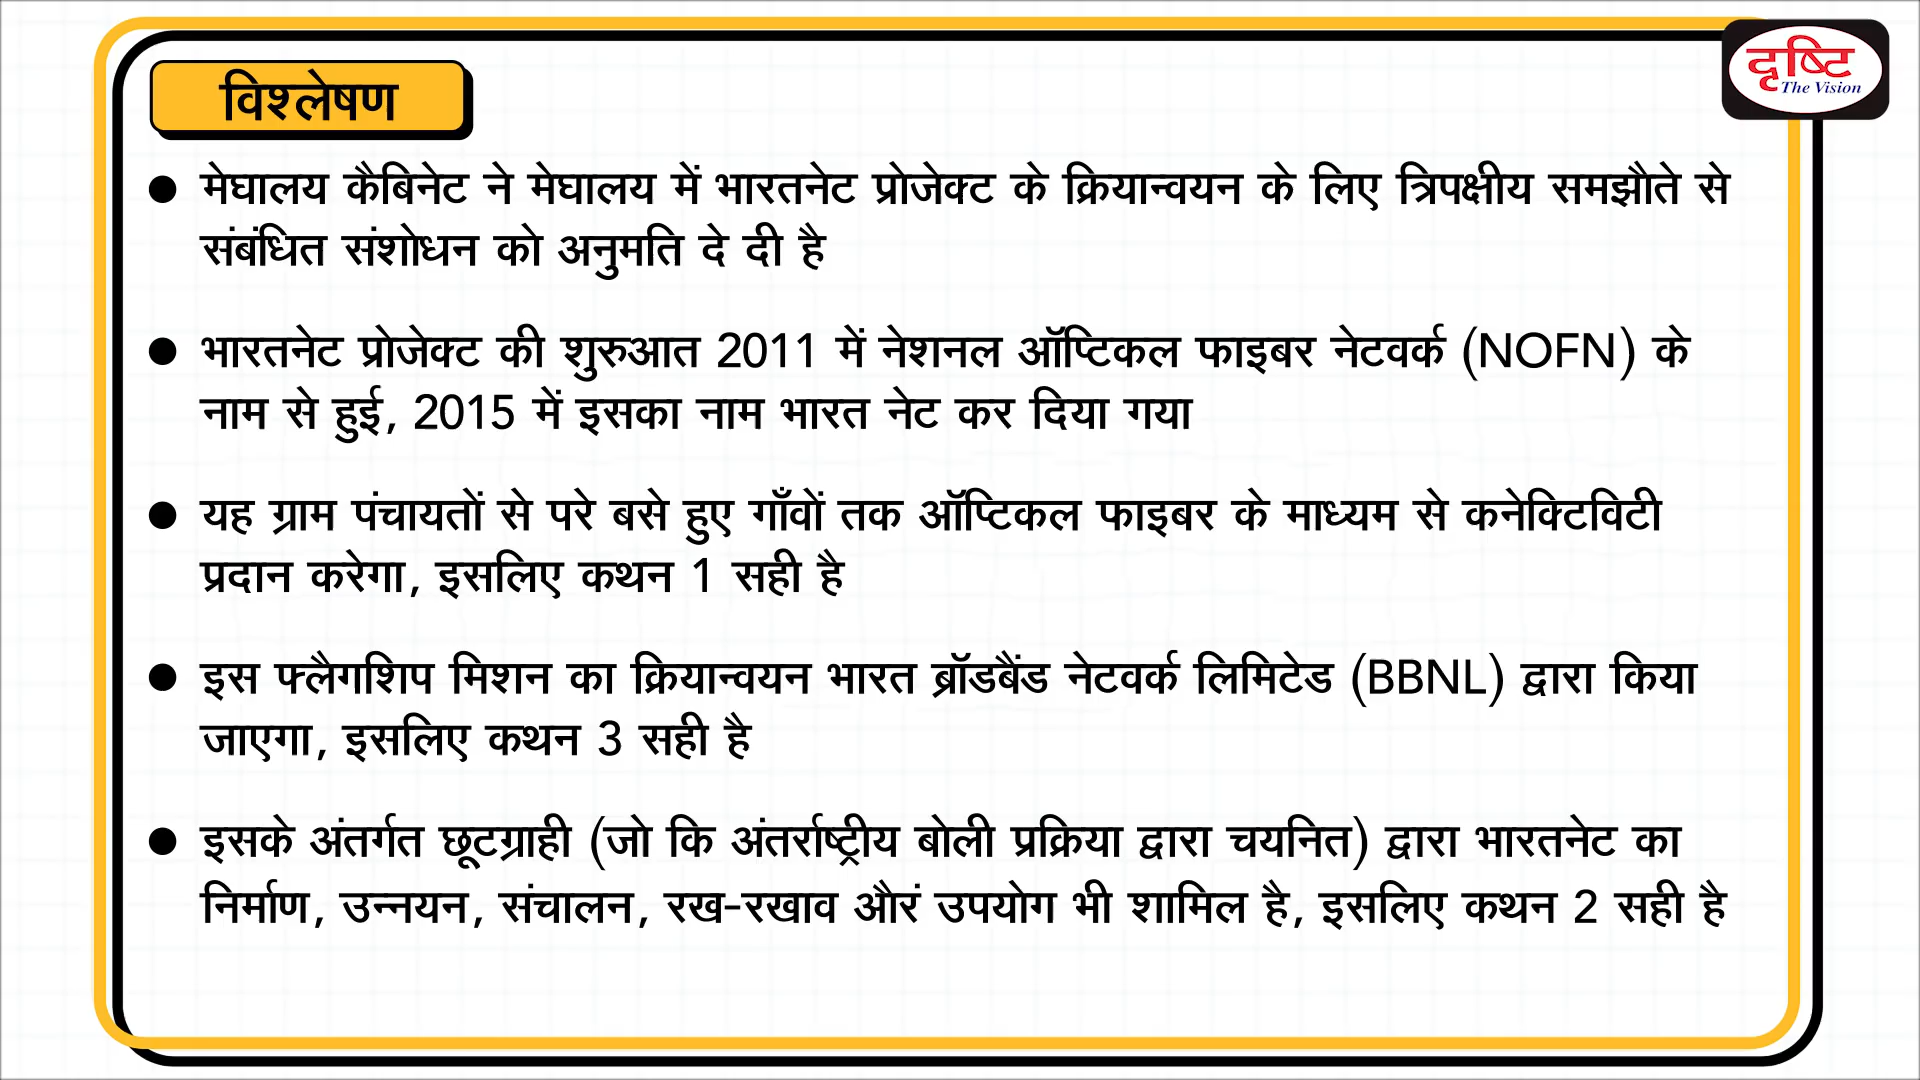 विश्लेषण
दृष्टि
The Vision
● मेघालय कैबिनेट ने मेघालय में भारतनेट प्रोजेक्ट के क्रियान्वयन के लिए त्रिपक्षीय समझौते से
संबंधित संशोधन को अनुमति दे दी है
● भारतनेट प्रोजेक्ट की शुरुआत 2011 में नेशनल ऑप्टिकल फाइबर नेटवर्क (NOFN) के
नाम से हुई, 2015 में इसका नाम भारत नेट कर दिया गया
● यह ग्राम पंचायतों से परे बसे हुए गाँवों तक ऑप्टिकल फाइबर के माध्यम से कनेक्टिविटी
प्रदान करेगा, इसलिए कथन 1 सही है
● इस फ्लैगशिप मिशन का क्रियान्वयन भारत ब्रॉडबैंड नेटवर्क लिमिटेड (BBNL) द्वारा किया
जाएगा, इसलिए कथन 3 सही है
● इसके अंतर्गत छूटग्राही (जो कि अंतर्राष्ट्रीय बोली प्रक्रिया द्वारा चयनित) द्वारा भारतनेट का
निर्माण, उन्नयन, संचालन, रख-रखाव औरं उपयोग भी शामिल है, इसलिए कथन 2 सही है